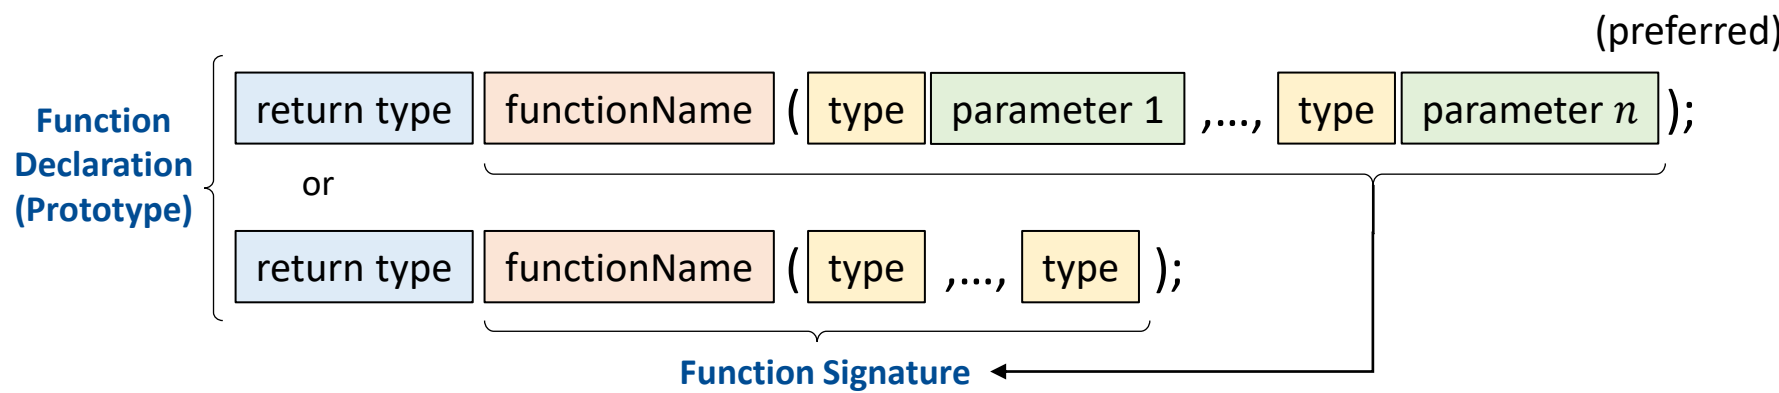 (preferred)
Function
Declaration
(Prototype)
return type functionName ( type parameter 1 ,…, type parameter n );
or
return type functionName ( type ,…, type );
Function Signature